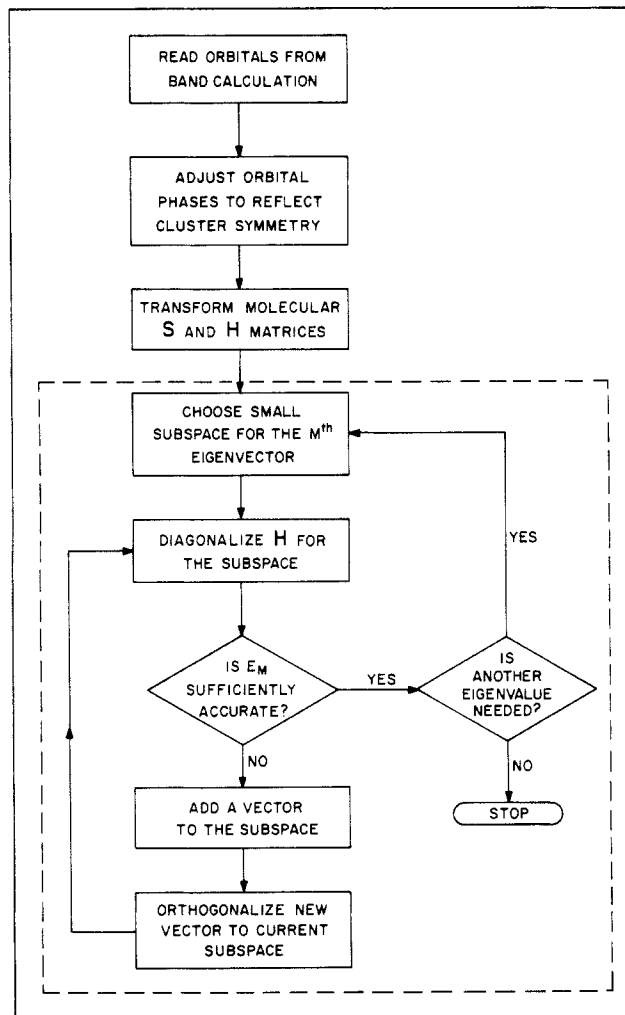 READ ORBITALS FROM
BAND CALCULATION
ADJUST ORBITAL
PHASES TO REFLECT
CLUSTER SYMMETRY
TRANSFORM MOLECULAR
S AND H MATRICES
CHOOSE SMALL
SUBSPACE FOR THE Mth
EIGENVECTOR
DIAGONALIZE H FOR
THE SUBSPACE
YES
IS EM
SUFFICIENTLY
ACCURATE?
YES
IS
ANOTHER
EIGENVALUE
NEEDED?
NO
NO
ADD A VECTOR
TO THE SUBSPACE
STOP
ORTHOGONALIZE NEW
VECTOR TO CURRENT
SUBSPACE